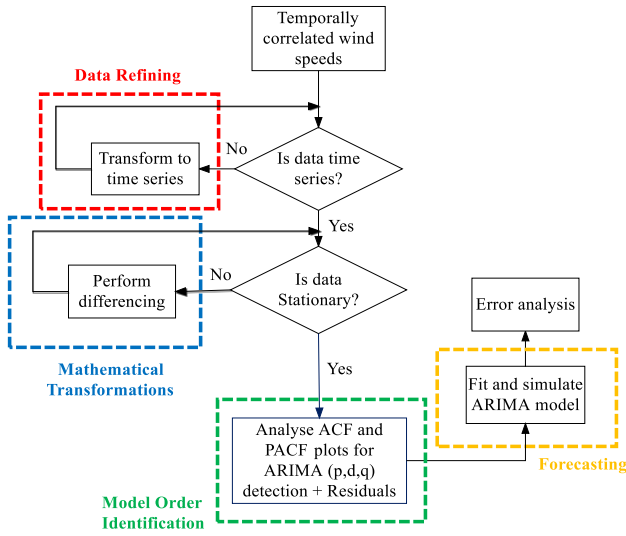 Temporally
correlated wind
speeds
Data Refining
No
Transform to
time series
Is data time
series?
Yes
No
Perform
differencing
Is data
Stationary?
Error analysis
Mathematical
Transformations
Yes
Fit and simulate
ARIMA model
Analyse ACF and
PACF plots for
ARIMA (p,d,q)
detection + Residuals
Forecasting
Model Order
Identification